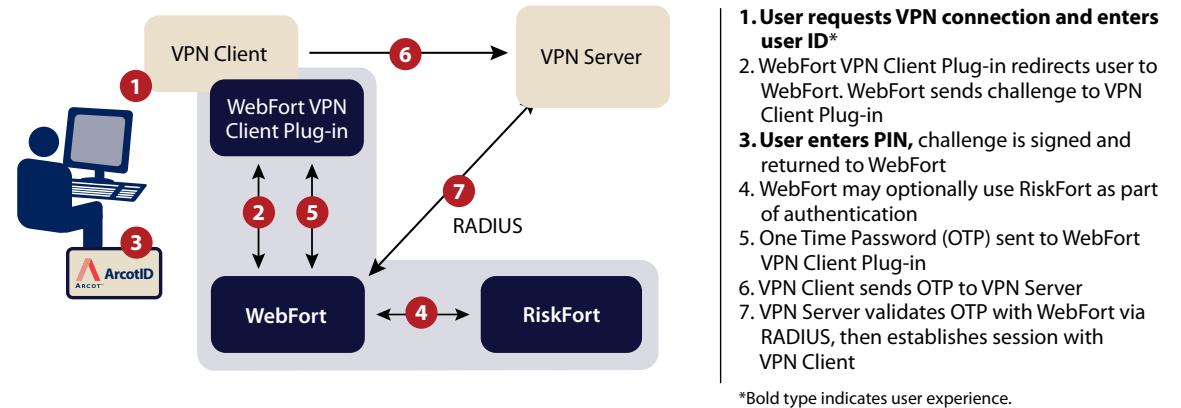 VPN Client
VPN Server
6
1
WebFort VPN
Client Plug-in
2
5
7
RADIUS
3
ArcotID
ARCOT™
WebFort
4
RiskFort
1. User requests VPN connection and enters
user ID*
2. WebFort VPN Client Plug-in redirects user to
WebFort. WebFort sends challenge to VPN
Client Plug-in
3. User enters PIN, challenge is signed and
returned to WebFort
4. WebFort may optionally use RiskFort as part
of authentication
5. One Time Password (OTP) sent to WebFort
VPN Client Plug-in
6. VPN Client sends OTP to VPN Server
7. VPN Server validates OTP with WebFort via
RADIUS, then establishes session with
VPN Client
*Bold type indicates user experience.